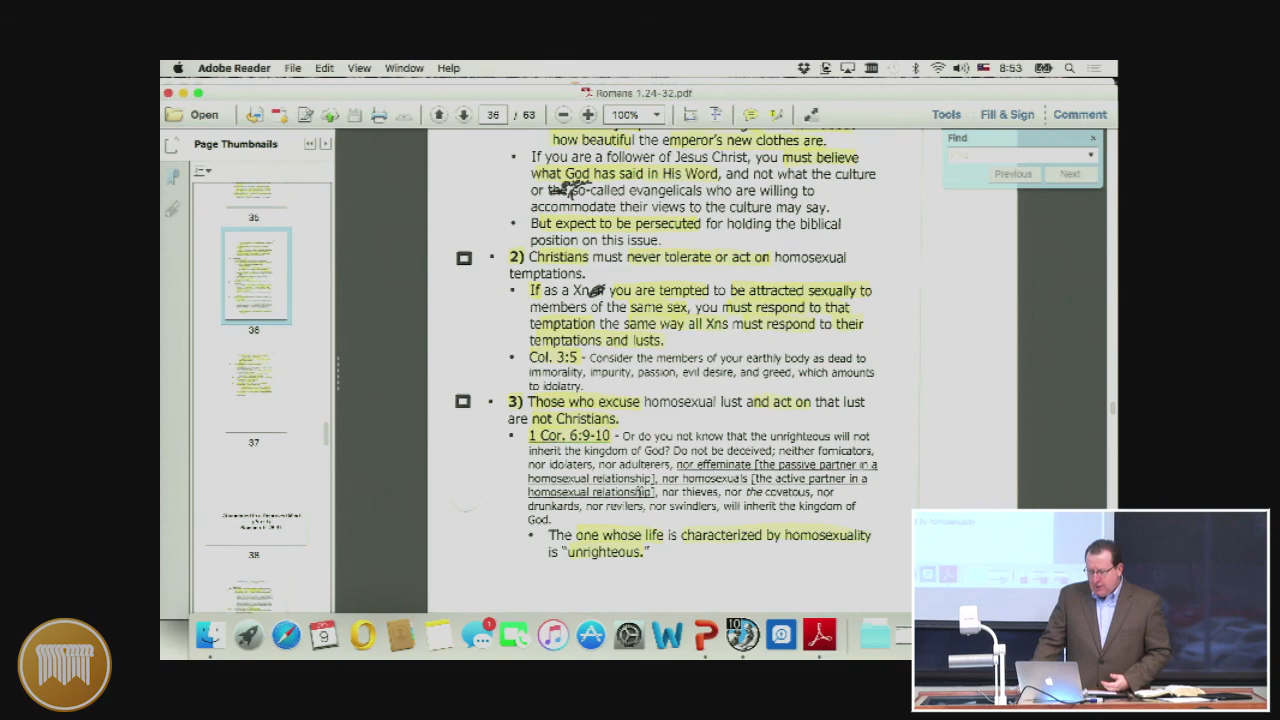 Adobe Reader File Edit View Window Help 8:53
Romans 1.24-32.pdf
Open 36 / 63 100% Tools Fill & Sign Comment
Page Thumbnails
Find
Previous Next
35
36
37
38
how beautiful the emperor's new clothes are.
If you are a follower of Jesus Christ, you must believe
what God has said in His Word, and not what the culture
or so-called evangelicals who are willing to
accommodate their views to the culture may say.
But expect to be persecuted for holding the biblical
position on this issue.
2) Christians must never tolerate or act on homosexual
temptations.
If as a Xn you are tempted to be attracted sexually to
members of the same sex, you must respond to that
temptation the same way all Xns must respond to their
temptations and lusts.
Col. 3:5 - Consider the members of your earthly body as dead to
immorality, impurity, passion, evil desire, and greed, which amounts
to idolatry.
3) Those who excuse homosexual lust and act on that lust
are not Christians.
1 Cor. 6:9-10 - Or do you not know that the unrighteous will not
inherit the kingdom of God? Do not be deceived; neither fornicators,
nor idolaters, nor adulterers, nor effeminate [the passive partner in a
homosexual relationship], nor homosexuals [the active partner in a
homosexual relationship], nor thieves, nor the covetous, nor
drunkards, nor revilers, nor swindlers, will inherit the kingdom of
God.
The one whose life is characterized by homosexuality
is "unrighteous."
by homosexuality
9
1
10